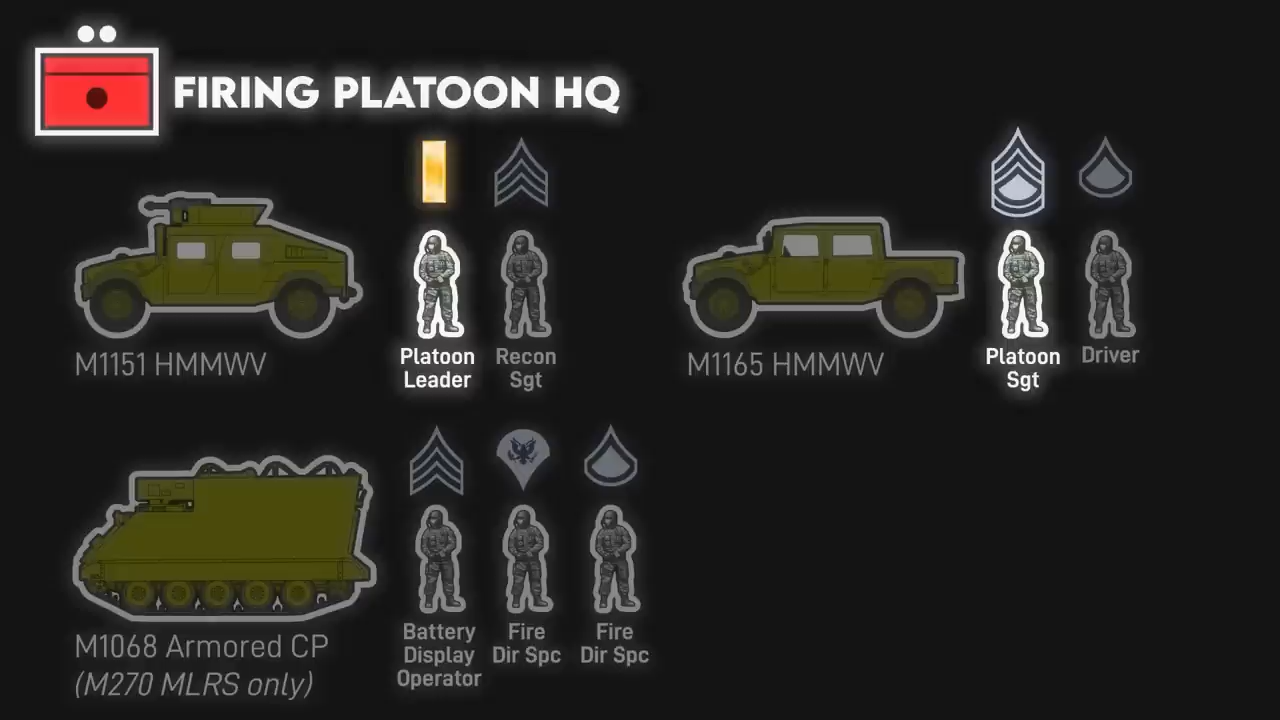 FIRING PLATOON HQ
M1151 HMMWV
Platoon
Leader
Recon
Sgt
M1165 HMMWV
Platoon
Sgt
Driver
M1068 Armored CP
(M270 MLRS only)
Battery
Display
Operator
Fire
Dir Spc
Fire
Dir Spc